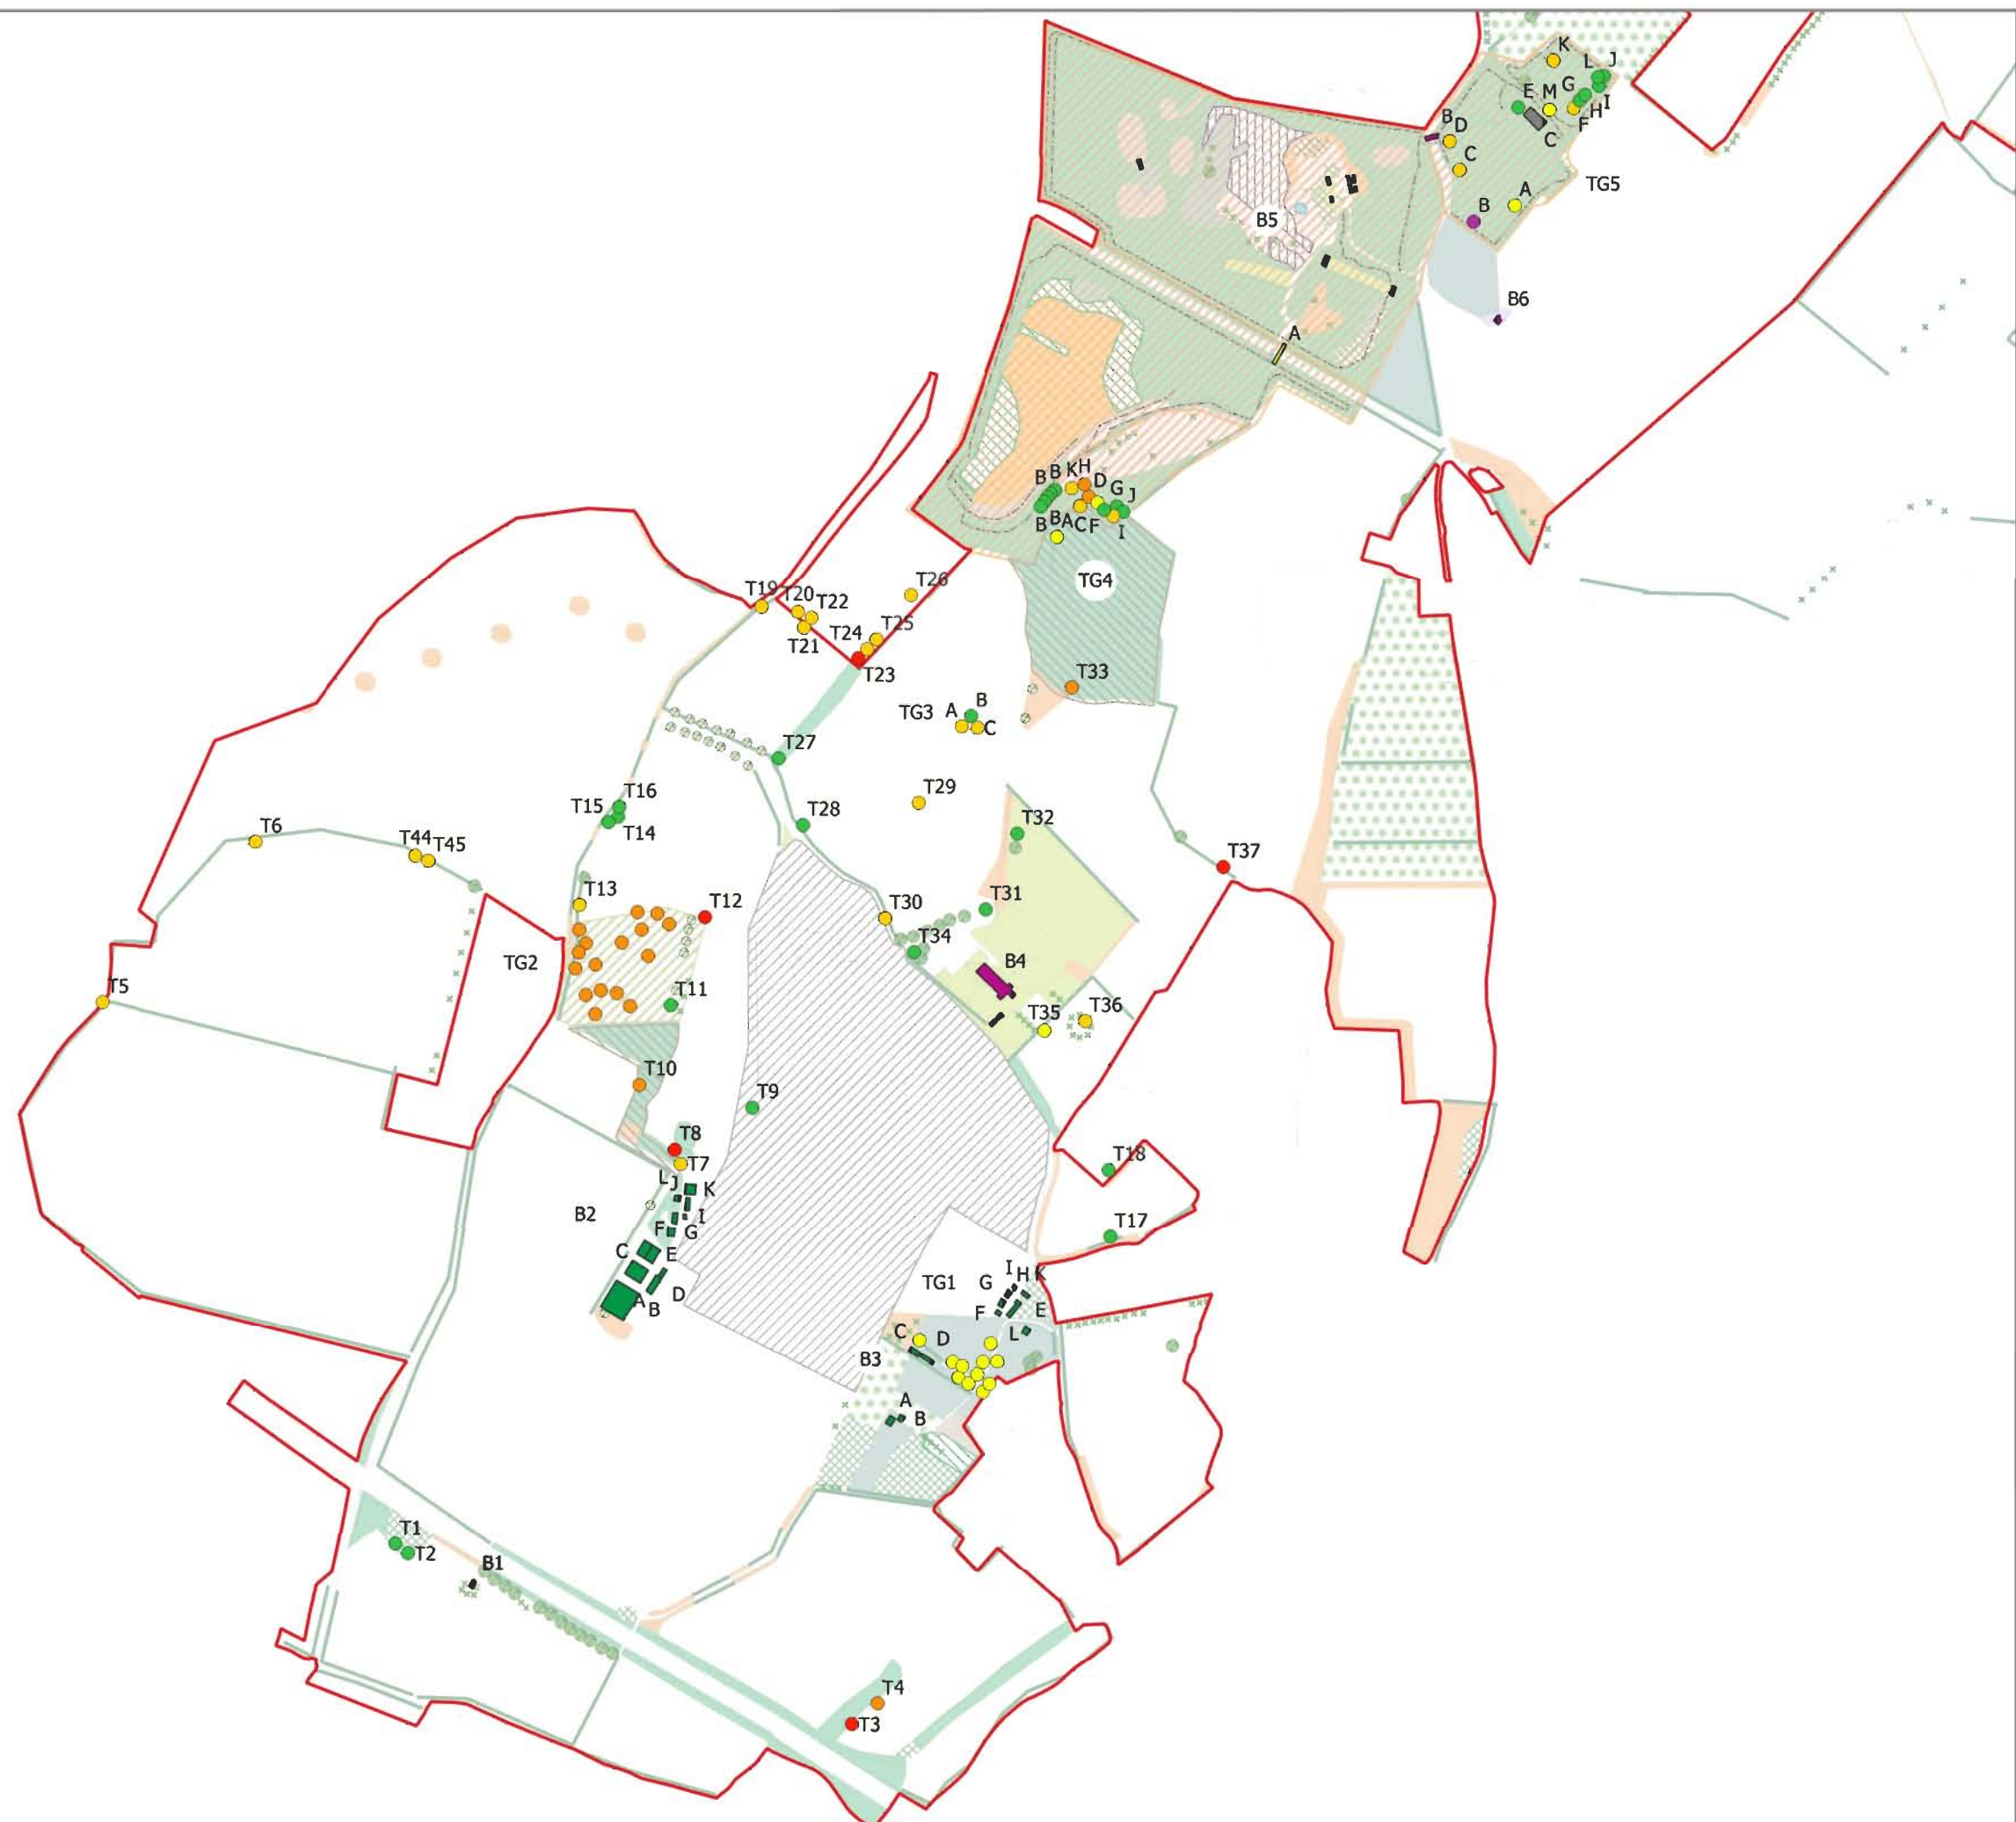 K
L J
E M G
H I
F
C
B D
C
TG5
A
B
B5
B6
A
B B K H
D G J
B B A C F
I
TG4
T26
T19 T20
T22
T25
T24
T21
T23
T33
B
TG3 A
C
T27
T29
T16
T15
T28
T14
T32
T6
T44 T45
T37
T13
T31
T12
T30
T34
TG2
B4
T5
T11
T35 T36
T10
T9
T8
T7
L J K
T18
B2
I
F G
T17
C E
I H K
TG1 G
D
A B
F E
C D L
B3
A
B
T1
T2
B1
T4
T3